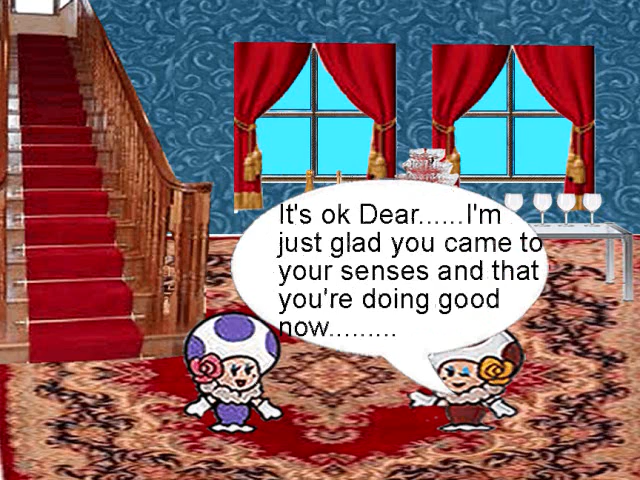 It's ok Dear......I'm
just glad you came to
your senses and that
you're doing good
now.........